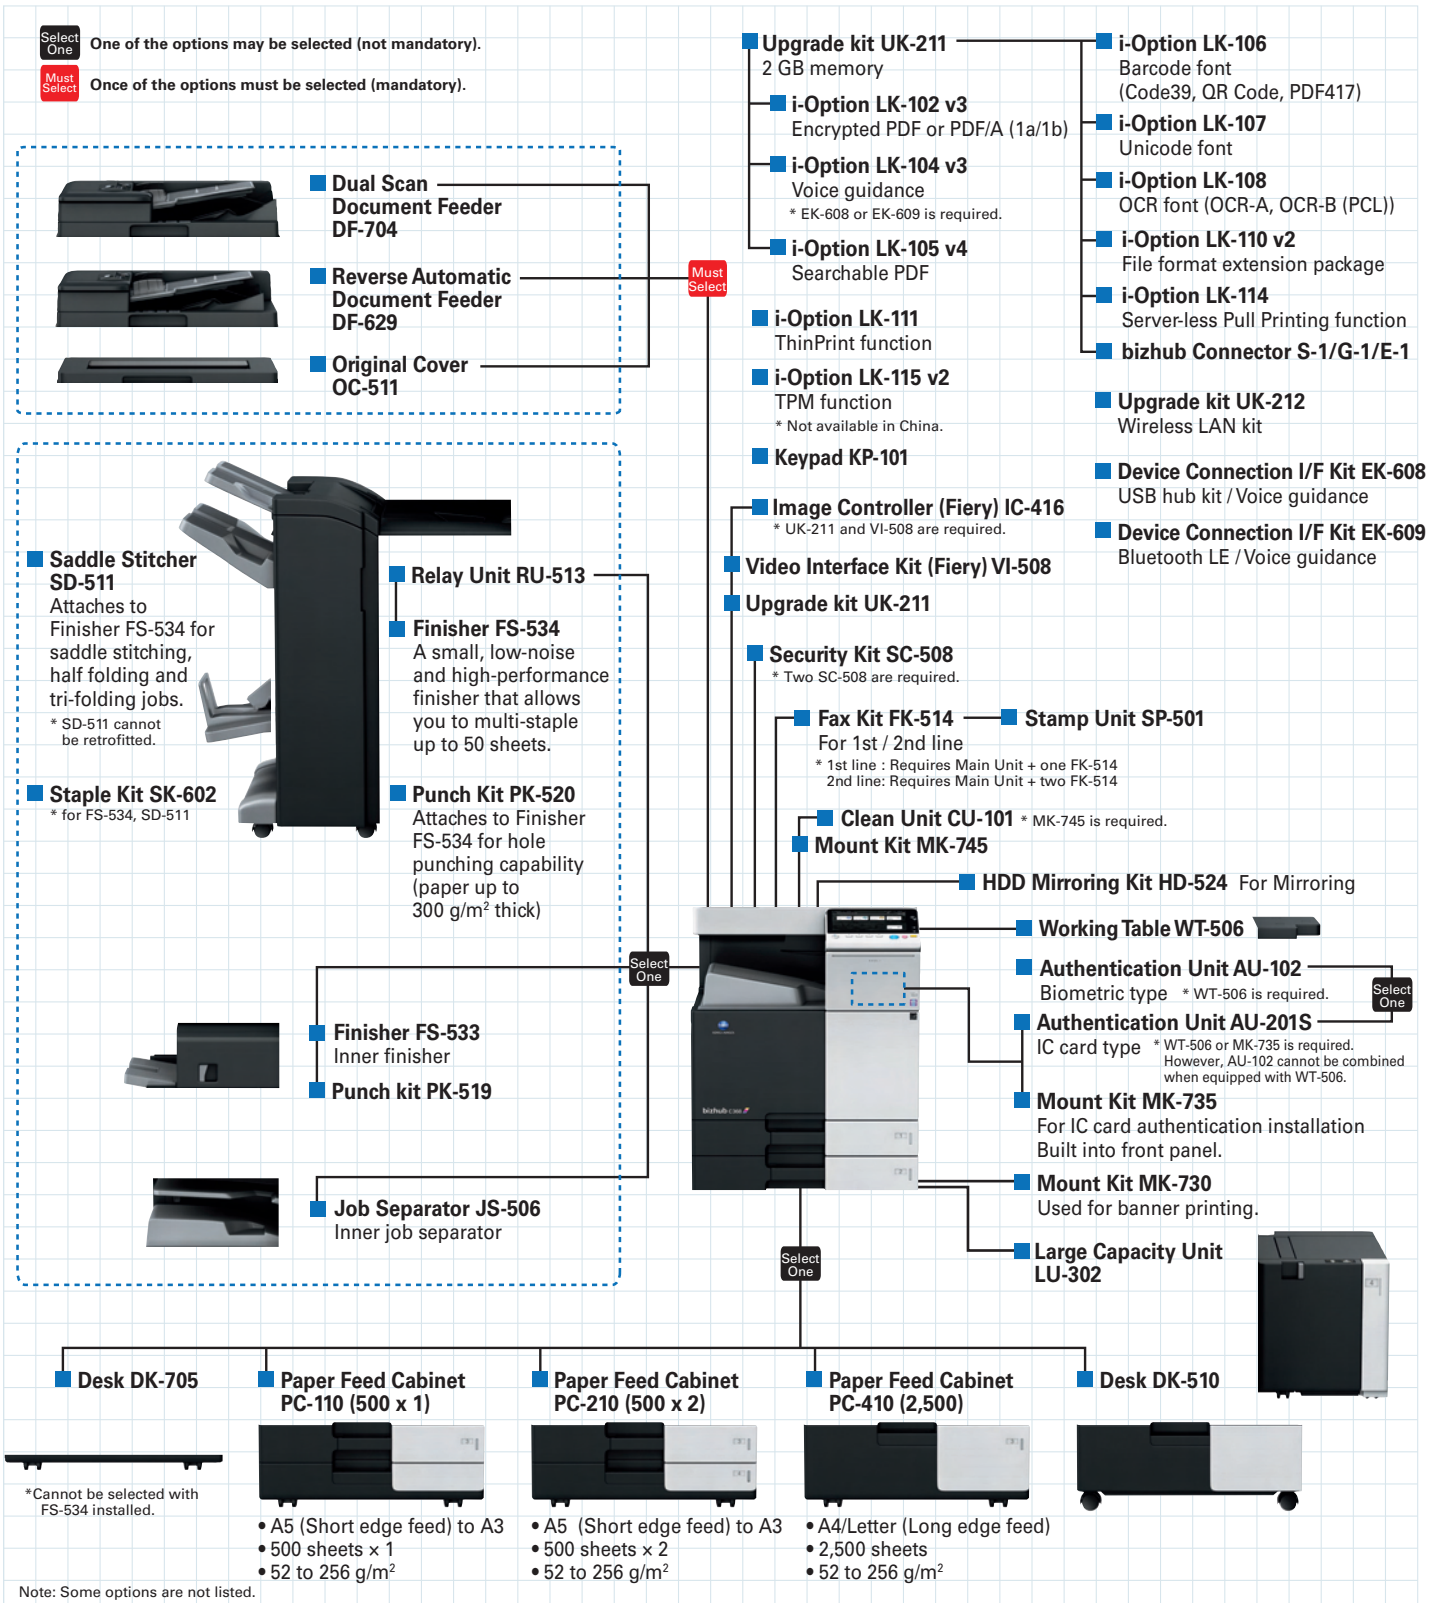 Select
One
One of the options may be selected (not mandatory).
Must
Select
Once of the options must be selected (mandatory).
Dual Scan
Document Feeder
DF-704
Reverse Automatic
Document Feeder
DF-629
Original Cover
OC-511
Must
Select
Upgrade kit UK-211
2 GB memory
i-Option LK-102 v3
Encrypted PDF or PDF/A (1a/1b)
i-Option LK-104 v3
Voice guidance
* EK-608 or EK-609 is required.
i-Option LK-105 v4
Searchable PDF
i-Option LK-111
ThinPrint function
i-Option LK-115 v2
TPM function
* Not available in China.
Keypad KP-101
i-Option LK-106
Barcode font
(Code39, QR Code, PDF417)
i-Option LK-107
Unicode font
i-Option LK-108
OCR font (OCR-A, OCR-B (PCL))
i-Option LK-110 v2
File format extension package
i-Option LK-114
Server-less Pull Printing function
bizhub Connector S-1/G-1/E-1
Upgrade kit UK-212
Wireless LAN kit
Device Connection I/F Kit EK-608
USB hub kit / Voice guidance
Device Connection I/F Kit EK-609
Bluetooth LE / Voice guidance
Image Controller (Fiery) IC-416
* UK-211 and VI-508 are required.
Video Interface Kit (Fiery) VI-508
Upgrade kit UK-211
Security Kit SC-508
* Two SC-508 are required.
Fax Kit FK-514
For 1st / 2nd line
* 1st line : Requires Main Unit + one FK-514
2nd line: Requires Main Unit + two FK-514
Stamp Unit SP-501
Clean Unit CU-101 * MK-745 is required.
Mount Kit MK-745
HDD Mirroring Kit HD-524 For Mirroring
Working Table WT-506
Authentication Unit AU-102
Biometric type * WT-506 is required.
Select
One
Authentication Unit AU-201S
IC card type * WT-506 or MK-735 is required.
However, AU-102 cannot be combined
when equipped with WT-506.
Mount Kit MK-735
For IC card authentication installation
Built into front panel.
Mount Kit MK-730
Used for banner printing.
Large Capacity Unit
LU-302
Saddle Stitcher
SD-511
Attaches to
Finisher FS-534 for
saddle stitching,
half folding and
tri-folding jobs.
* SD-511 cannot
be retrofitted.
Staple Kit SK-602
* for FS-534, SD-511
Relay Unit RU-513
Finisher FS-534
A small, low-noise
and high-performance
finisher that allows
you to multi-staple
up to 50 sheets.
Punch Kit PK-520
Attaches to Finisher
FS-534 for hole
punching capability
(paper up to
300 g/m² thick)
Select
One
Finisher FS-533
Inner finisher
Punch kit PK-519
Job Separator JS-506
Inner job separator
bizhub C368
Select
One
Desk DK-705
*Cannot be selected with
FS-534 installed.
Paper Feed Cabinet
PC-110 (500 x 1)
• A5 (Short edge feed) to A3
• 500 sheets × 1
• 52 to 256 g/m²
Paper Feed Cabinet
PC-210 (500 x 2)
• A5 (Short edge feed) to A3
• 500 sheets × 2
• 52 to 256 g/m²
Paper Feed Cabinet
PC-410 (2,500)
• A4/Letter (Long edge feed)
• 2,500 sheets
• 52 to 256 g/m²
Desk DK-510
Note: Some options are not listed.